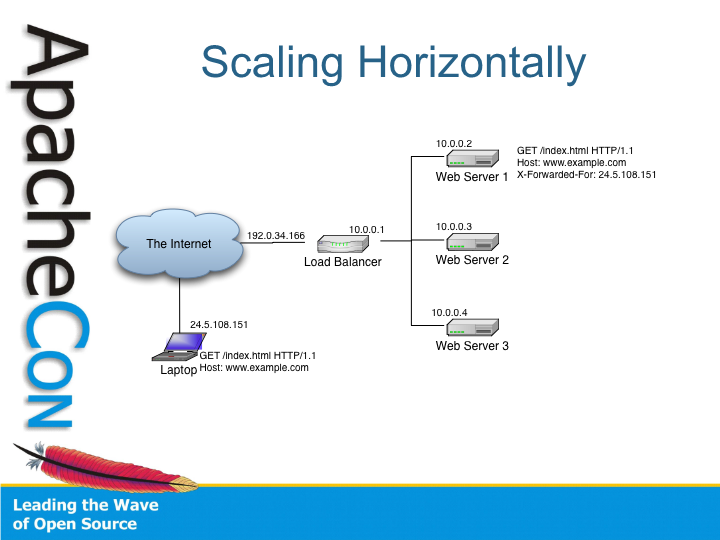 ApacheCon
Scaling Horizontally
10.0.0.2
GET /index.html HTTP/1.1
Host: www.example.com
X-Forwarded-For: 24.5.108.151
Web Server 1
The Internet
192.0.34.166
10.0.0.1
Load Balancer
10.0.0.3
Web Server 2
10.0.0.4
Web Server 3
24.5.108.151
GET /index.html HTTP/1.1
Host: www.example.com
Laptop
Leading the Wave
of Open Source